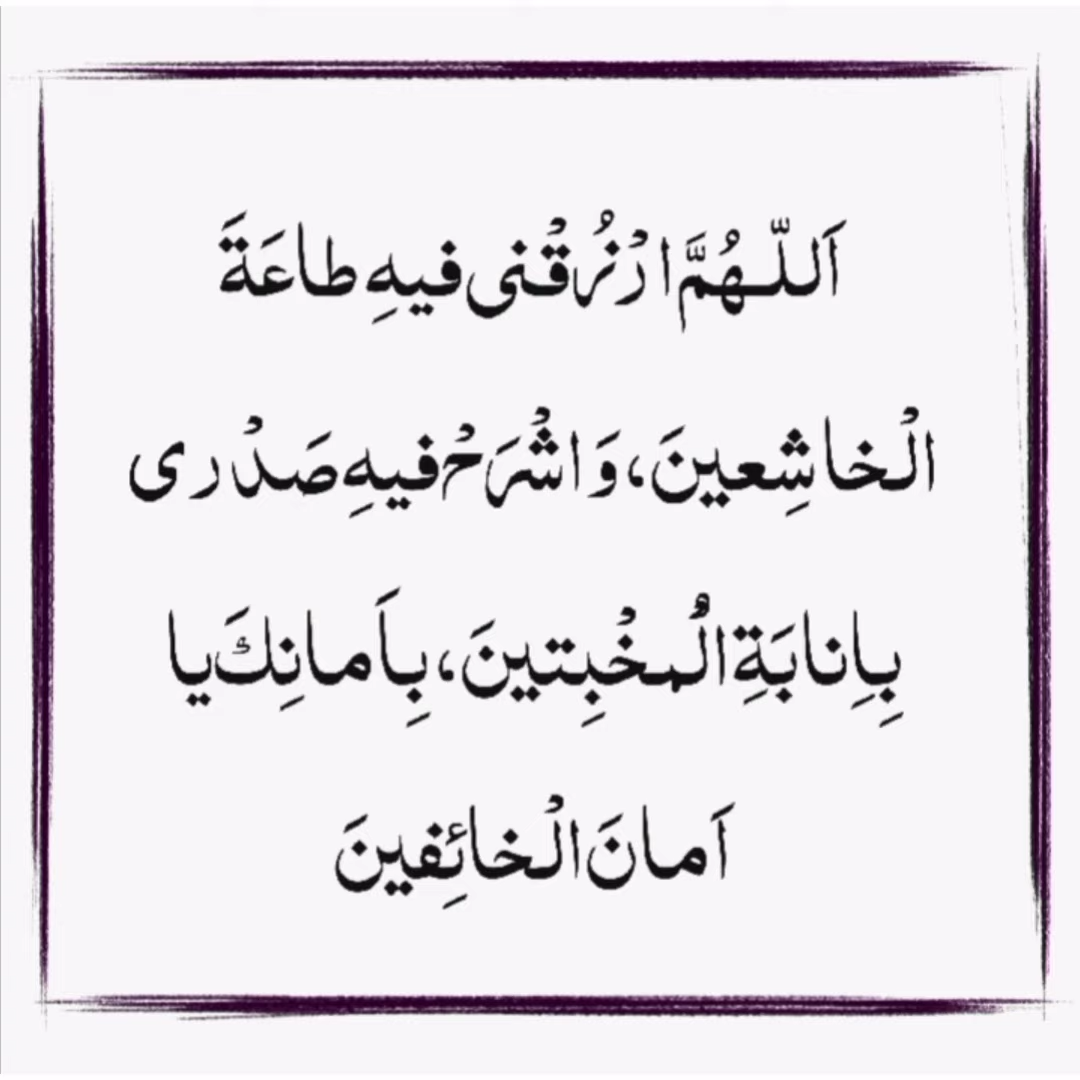 اَللّـهُمَّ ارْزُقْنى فيهِ طاعَةَ
الْخاشِعينَ، وَاشْرَحْ فيهِ صَدْرى
بِاِنابَةِ الْمُخْبِتينَ، بِاَمانِكَ يا
اَمانَ الْخائِفينَ